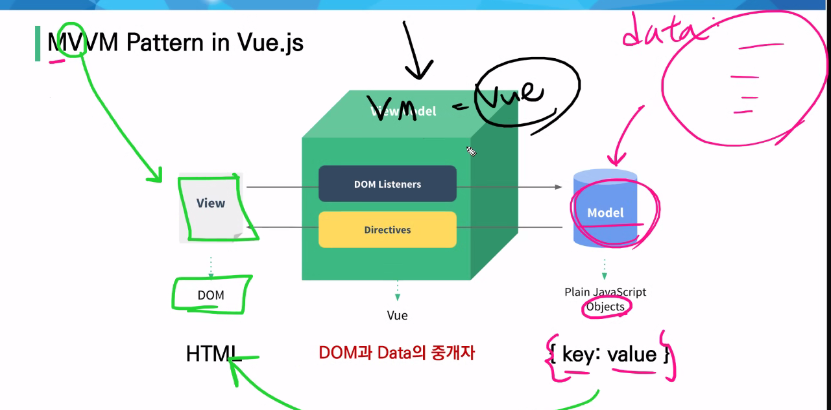 MVVM Pattern in Vue.js
data
VM = Vue
ViewModel
DOM Listeners
View
Model
Directives
DOM
Plain JavaScript
Objects
Vue
HTML
DOM과 Data의 중개자
{ key: value }